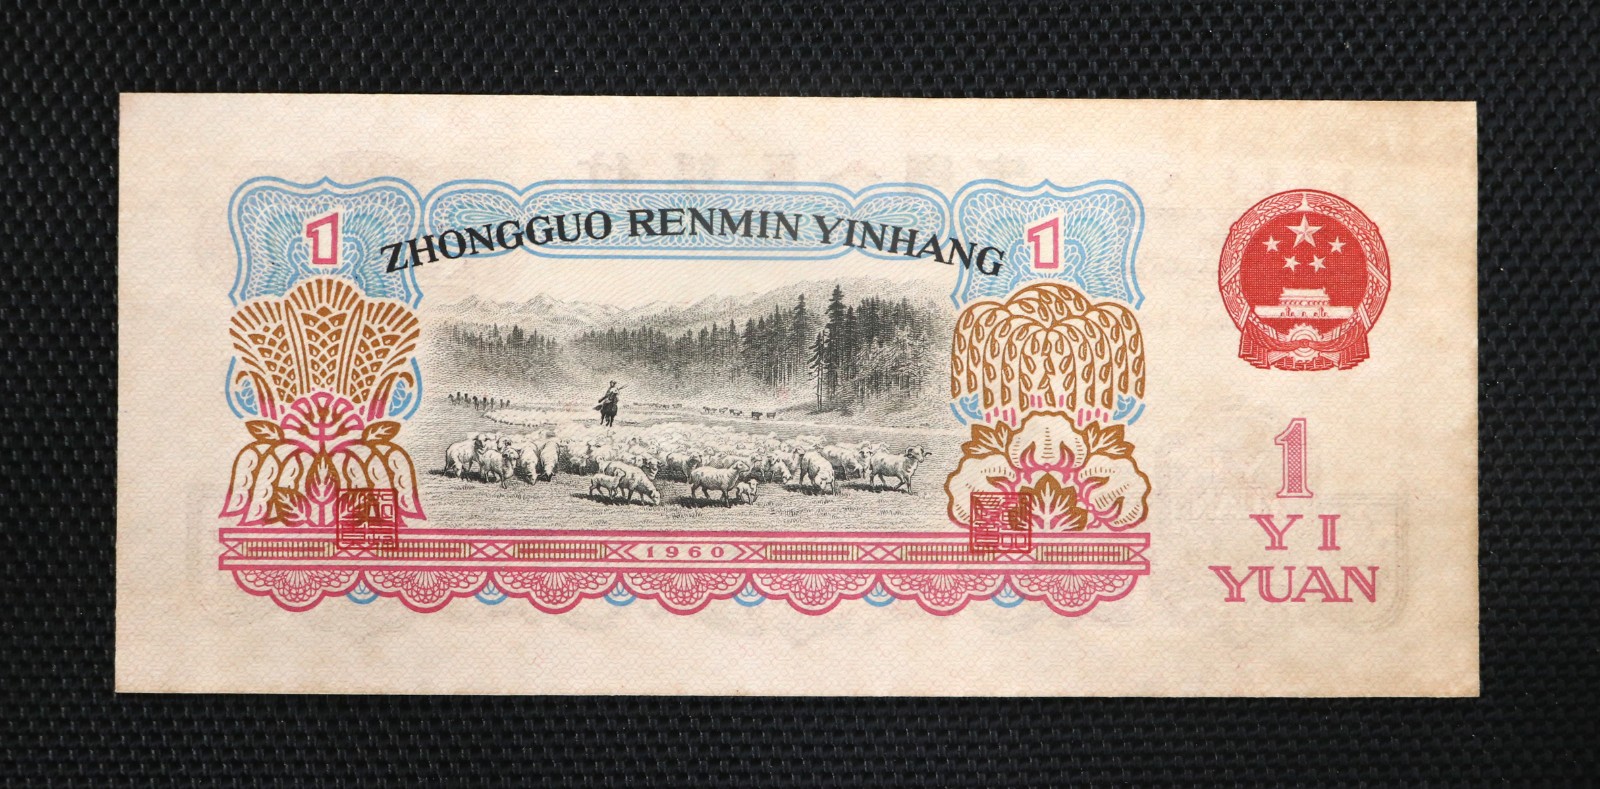 ZHONGGUO RENMIN YINHANG
1
1
1960
1
YI
YUAN